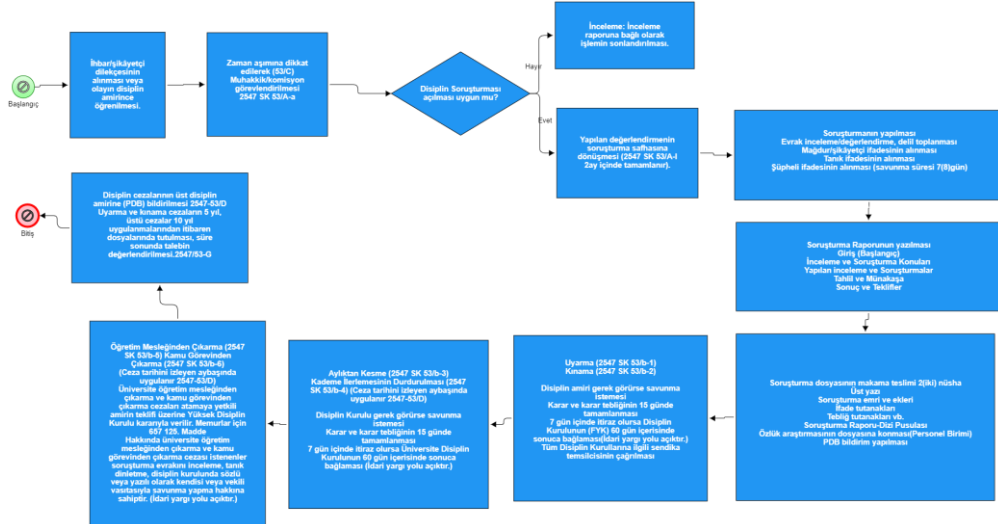 Başlangıç
İhbar/şikâyetçi
dilekçesinin
alınması veya
olayın disiplin
amirince
öğrenilmesi.
Zaman aşımına dikkat
edilerek (53/C)
Muhakkik/komisyon
görevlendirilmesi
2547 SK 53/A-a
Disiplin Soruşturması
açılması uygun mu?
Hayır
İnceleme: İnceleme
raporuna bağlı olarak
işlemin sonlandırılması.
Evet
Yapılan değerlendirmenin
soruşturma safhasına
dönüşmesi (2547 SK 53/A-l
2ay içinde tamamlanır).
Soruşturmanın yapılması
Evrak inceleme/değerlendirme, delil toplanması
Mağdur/şikâyetçi ifadesinin alınması
Tanık ifadesinin alınması
Şüpheli ifadesinin alınması (savunma süresi 7(8)gün)
Soruşturma Raporunun yazılması
Giriş (Başlangıç)
İnceleme ve Soruşturma Konuları
Yapılan inceleme ve Soruşturmalar
Tahlil ve Münakaşa
Sonuç ve Teklifler
Soruşturma dosyasının makama teslimi 2(iki) nüsha
Üst yazı
Soruşturma emri ve ekleri
İfade tutanakları
Tebliğ tutanakları vb.
Soruşturma Raporu-Dizi Pusulası
Özlük araştırmasının dosyasına konması(Personel Birimi)
PDB bildirim yapılması
Uyarma (2547 SK 53/b-1)
Kınama (2547 SK 53/b-2)
Disiplin amiri gerek görürse savunma
istemesi
Karar ve karar tebliğinin 15 günde
tamamlanması
7 gün içinde itiraz olursa Disiplin
Kurulunun (FYK) 60 gün içerisinde
sonuca bağlaması(İdari yargı yolu açıktır.)
Tüm Disiplin Kurullarına ilgili sendika
temsilcisinin çağrılması
Aylıktan Kesme (2547 SK 53/b-3)
Kademe İlerlemesinin Durdurulması (2547
SK 53/b-4) (Ceza tarihini izleyen aybaşında
uygulanır 2547-53/D)
Disiplin Kurulu gerek görürse savunma
istemesi
Karar ve karar tebliğinin 15 günde
tamamlanması
7 gün içinde itiraz olursa Üniversite Disiplin
Kurulunun 60 gün içerisinde sonuca
bağlaması (İdari yargı yolu açıktır.)
Öğretim Mesleğinden Çıkarma (2547
SK 53/b-5) Kamu Görevinden
Çıkarma (2547 SK 53/b-6)
(Ceza tarihini izleyen aybaşında
uygulanır 2547-53/D)
Üniversite öğretim mesleğinden
çıkarma ve kamu görevinden
çıkarma cezaları atamaya yetkili
amirin teklifi üzerine Yüksek Disiplin
Kurulu kararıyla verilir. Memurlar için
657 125. Madde
Hakkında üniversite öğretim
mesleğinden çıkarma ve kamu
görevinden çıkarma cezası istenenler
soruşturma evrakını inceleme, tanık
dinletme, disiplin kurulunda sözlü
veya yazılı olarak kendisi veya vekili
vasıtasıyla savunma yapma hakkına
sahiptir. (İdari yargı yolu açıktır.)
Disiplin cezalarının üst disiplin
amirine (PDB) bildirilmesi 2547-53/D
Uyarma ve kınama cezaların 5 yıl,
üstü cezalar 10 yıl
uygulanmalarından itibaren
dosyalarında tutulması, süre
sonunda talebin
değerlendirilmesi.2547/53-G
Bitiş